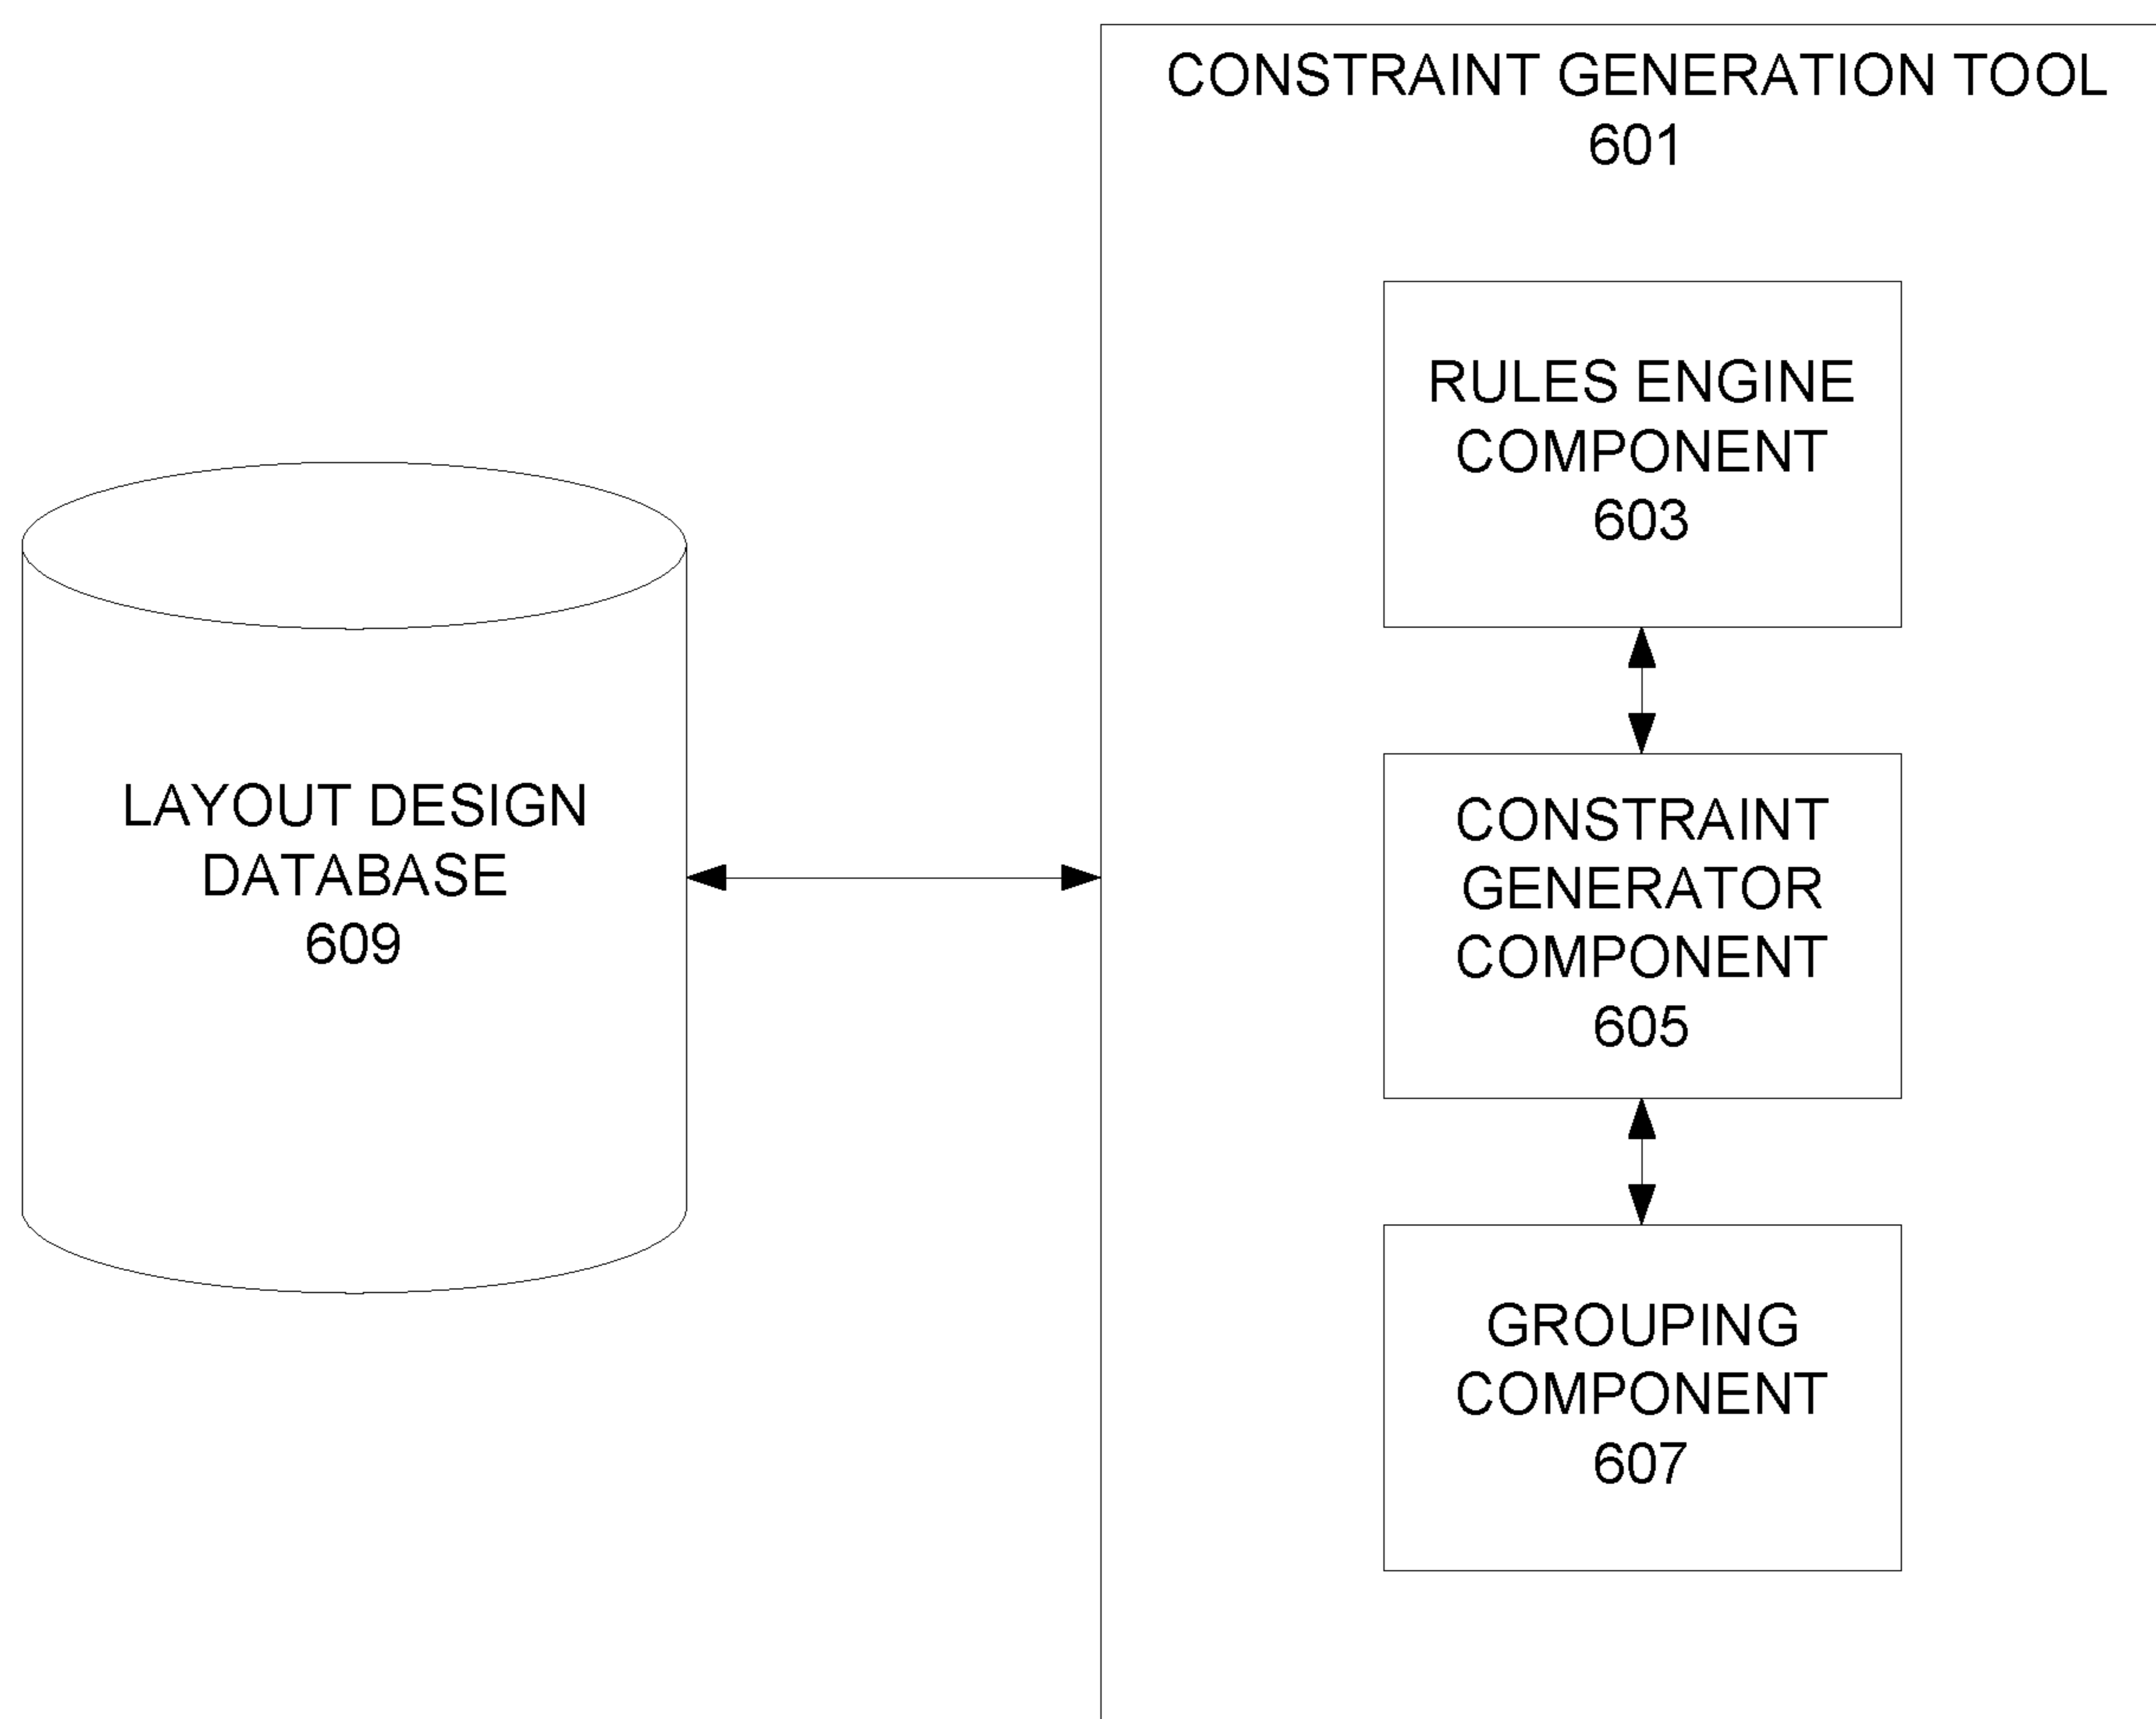 CONSTRAINT GENERATION TOOL
601
RULES ENGINE
COMPONENT
603
LAYOUT DESIGN
DATABASE
609
CONSTRAINT
GENERATOR
COMPONENT
605
GROUPING
COMPONENT
607